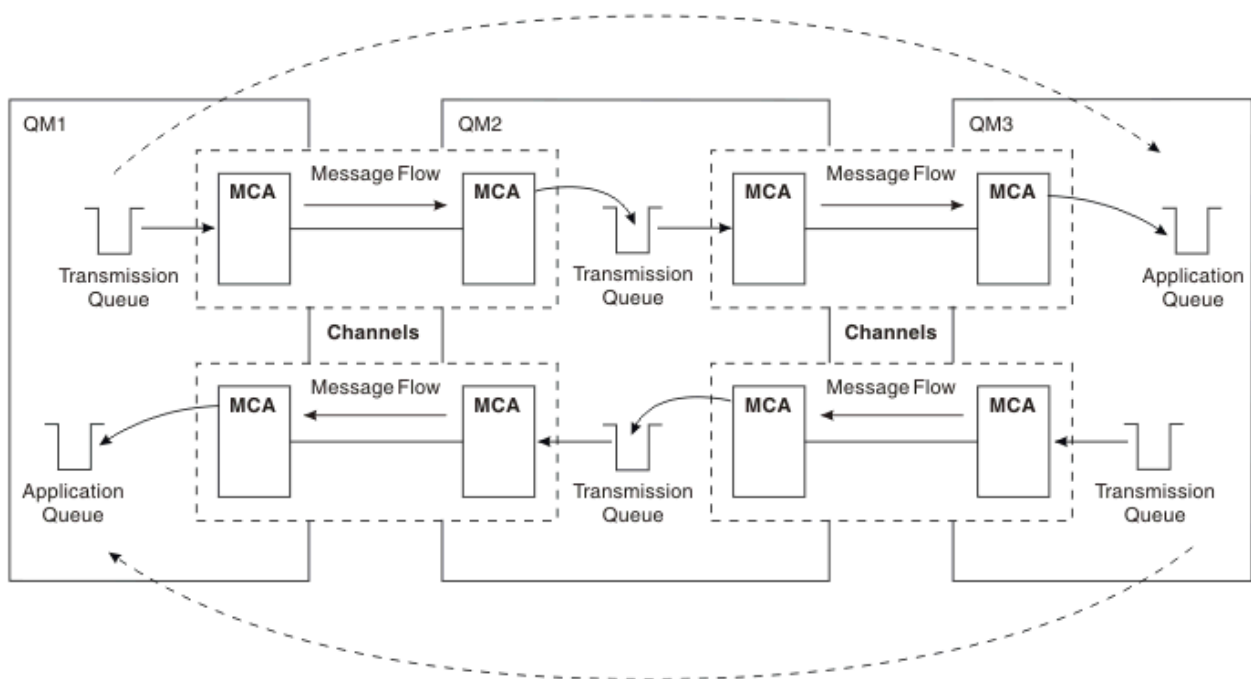 QM1
QM2
QM3
MCA
Message Flow
MCA
MCA
Message Flow
MCA
Transmission
Queue
Transmission
Queue
Application
Queue
Channels
Channels
MCA
Message Flow
MCA
MCA
Message Flow
MCA
Application
Queue
Transmission
Queue
Transmission
Queue